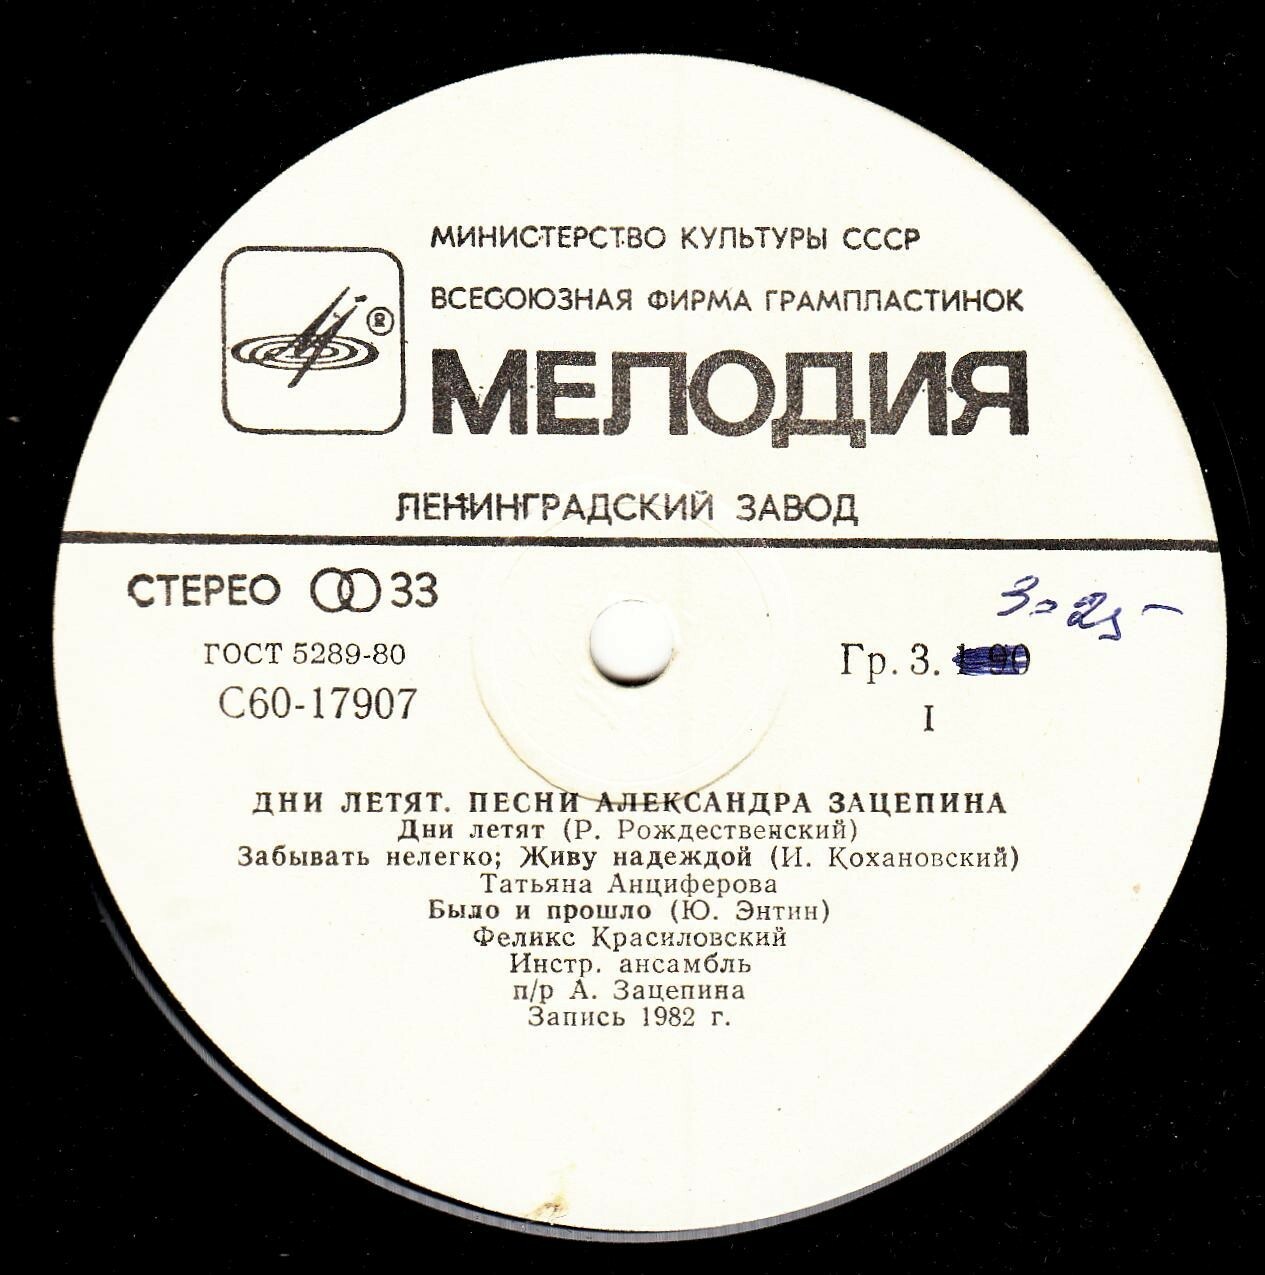 МИНИСТЕРСТВО КУЛЬТУРЫ СССР
ВСЕСОЮЗНАЯ ФИРМА ГРАМПЛАСТИНОК
МЕЛОДИЯ
ЛЕНИНГРАДСКИЙ ЗАВОД
СТЕРЕО 33
3-25-
ГОСТ 5289-80
Гр. 3.
С60-17907
I
ДНИ ЛЕТЯТ. ПЕСНИ АЛЕКСАНДРА ЗАЦЕПИНА
Дни летят (Р. Рождественский)
Забывать нелегко; Живу надеждой (И. Кохановский)
Татьяна Анциферова
Было и прошло (Ю. Энтин)
Феликс Красиловский
Инстр. ансамбль
п/р А. Зацепина
Запись 1982 г.